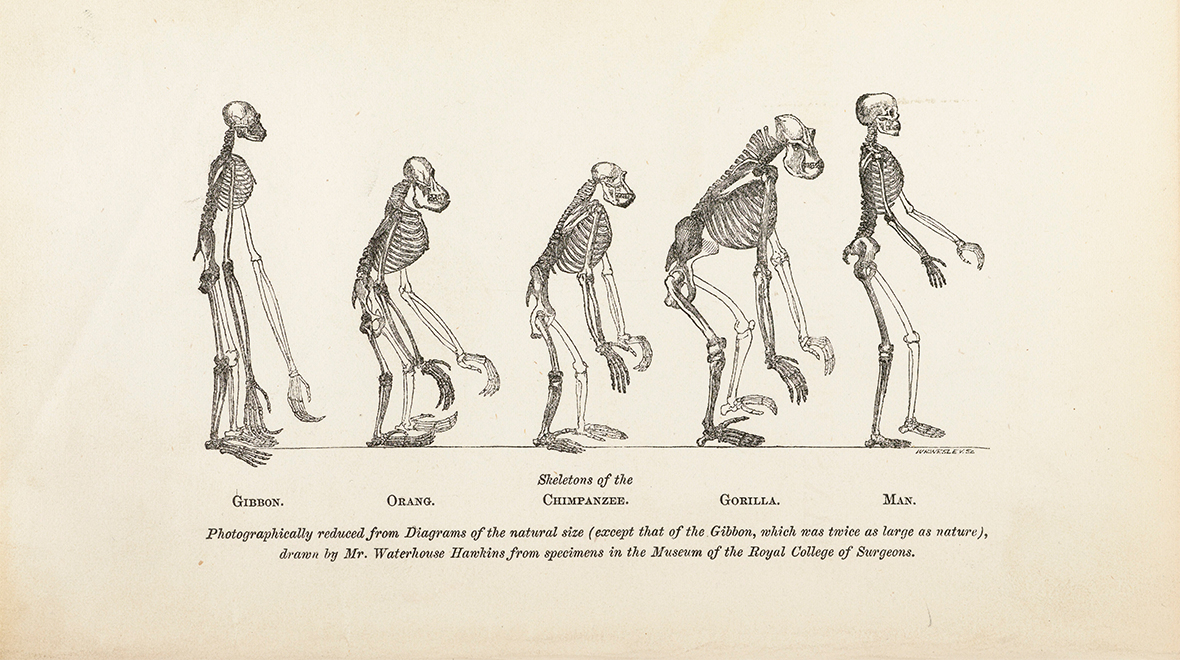 Skeletons of the
GIBBON. ORANG. CHIMPANZEE. GORILLA. MAN.
Photographically reduced from Diagrams of the natural size (except that of the Gibbon, which was twice as large as nature),
drawn by Mr. Waterhouse Hawkins from specimens in the Museum of the Royal College of Surgeons.